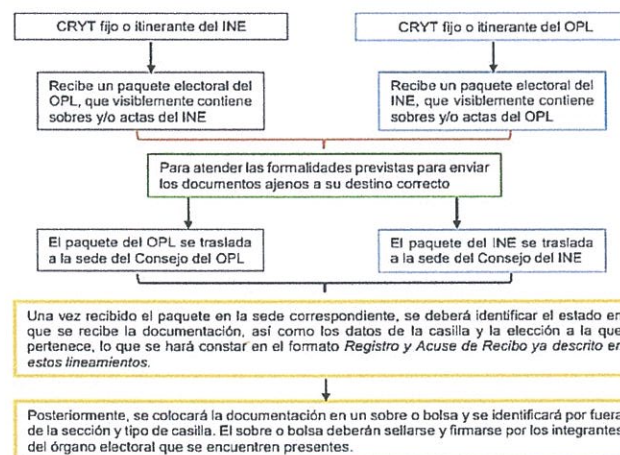 CRYT fijo o itinerante del INE
CRYT fijo o itinerante del OPL
Recibe un paquete electoral del
OPL, que visiblemente contiene
sobres y/o actas del INE
Recibe un paquete electoral del
INE, que visiblemente contiene
sobres y/o actas del OPL
Para atender las formalidades previstas para enviar
los documentos ajenos a su destino correcto
El paquete del OPL se traslada
a la sede del Consejo del OPL
El paquete del INE se traslada
a la sede del Consejo del INE
Una vez recibido el paquete en la sede correspondiente, se deberá identificar el estado en
que se recibe la documentación, así como los datos de la casilla y la elección a la que
pertenece, lo que se hará constar en el formato Registro y Acuse de Recibo ya descrito en
estos lineamientos.
Posteriormente, se colocará la documentación en un sobre o bolsa y se identificará por fuera
de la sección y tipo de casilla. El sobre o bolsa deberán sellarse y firmarse por los integrantes
del órgano electoral que se encuentren presentes.